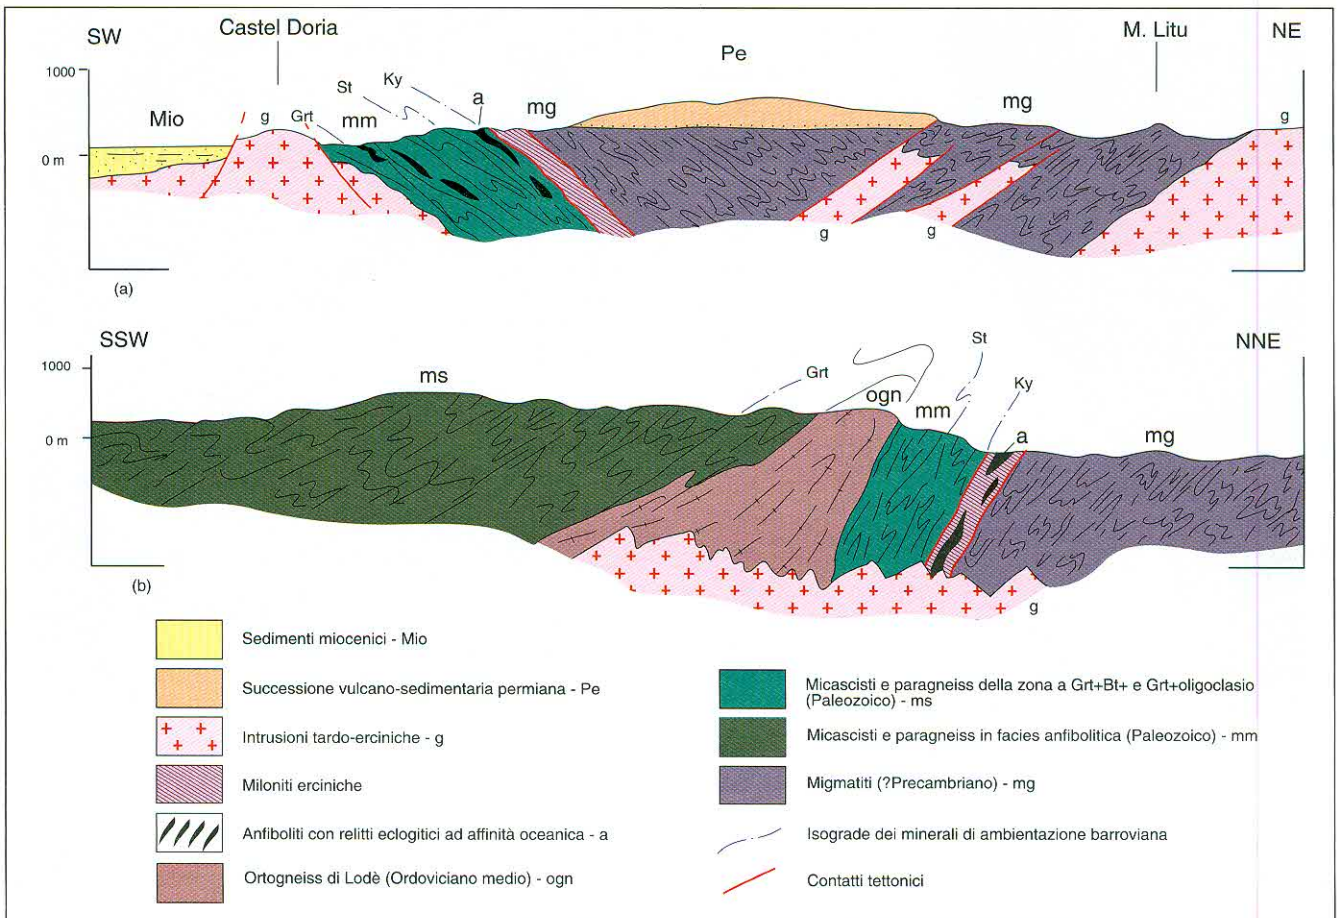 SW
Castel Doria
Pe
M. Litu
NE
1000
Ky
St
a
mg
mg
Mio
g
Grt
mm
g
0 m
g
g
(a)
SSW
St
NNE
1000
ms
Grt
ogn
mm
Ky
a
mg
0 m
(b)
g
Sedimenti miocenici - Mio
Successione vulcano-sedimentaria permiana - Pe
Intrusioni tardo-erciniche - g
Miloniti erciniche
Anfiboliti con relitti eclogitici ad affinità oceanica - a
Ortogneiss di Lodè (Ordoviciano medio) - ogn
Micascisti e paragneiss della zona a Grt+Bt+ e Grt+oligoclasio
(Paleozoico) - ms
Micascisti e paragneiss in facies anfibolitica (Paleozoico) - mm
Migmatiti (?Precambriano) - mg
Isograde dei minerali di ambientazione barroviana
Contatti tettonici